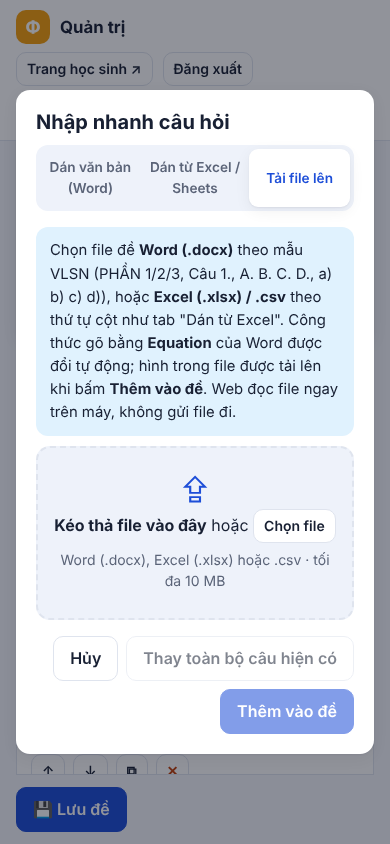 Φ Quản trị
Trang học sinh ↗ Đăng xuất
Nhập nhanh câu hỏi
Dán văn bản (Word)
Dán từ Excel / Sheets
Tải file lên
Chọn file đề Word (.docx) theo mẫu
VLSN (PHẦN 1/2/3, Câu 1., A. B. C. D., a)
b) c) d)), hoặc Excel (.xlsx) / .csv theo
thứ tự cột như tab "Dán từ Excel". Công
thức gõ bằng Equation của Word được
đổi tự động; hình trong file được tải lên
khi bấm Thêm vào đề. Web đọc file ngay
trên máy, không gửi file đi.
Kéo thả file vào đây hoặc Chọn file
Word (.docx), Excel (.xlsx) hoặc .csv · tối
đa 10 MB
Hủy Thay toàn bộ câu hiện có
Thêm vào đề
💾 Lưu đề